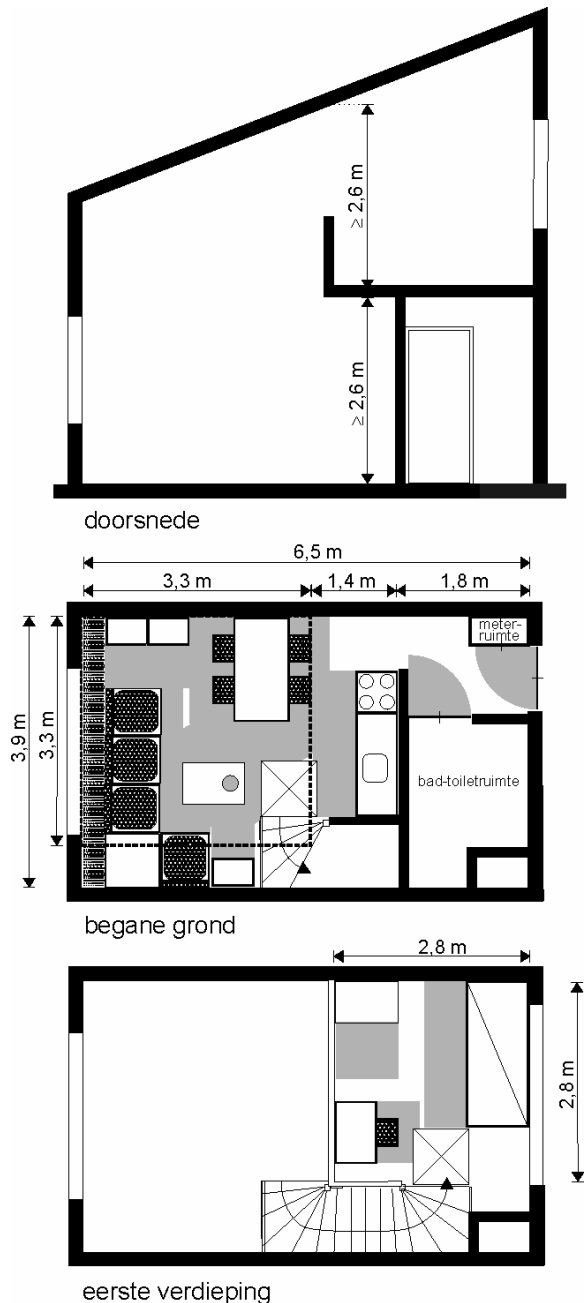 ≥ 2,6 m
≥ 2,6 m
doorsnede
6,5 m
3,3 m
1,4 m
1,8 m
meter-
ruimte
3,9 m
3,3 m
bad-toiletruimte
begane grond
2,8 m
2,8 m
eerste verdieping